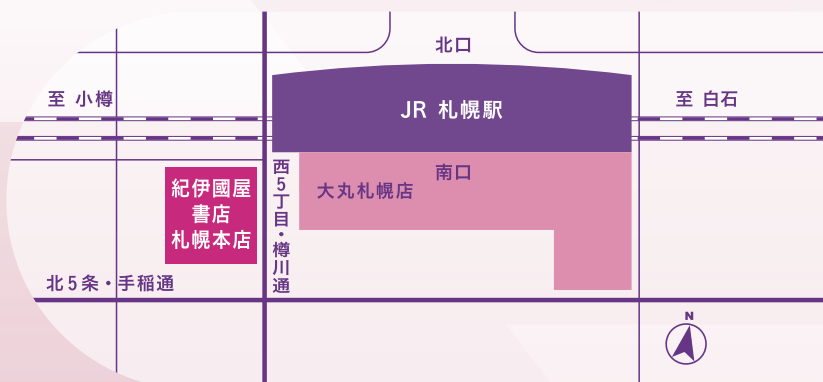 北口
至 小樽
JR 札幌駅
至 白石
南口
大丸札幌店
紀伊國屋
書店
札幌本店
西5丁目・樽川通
北5条・手稲通
N